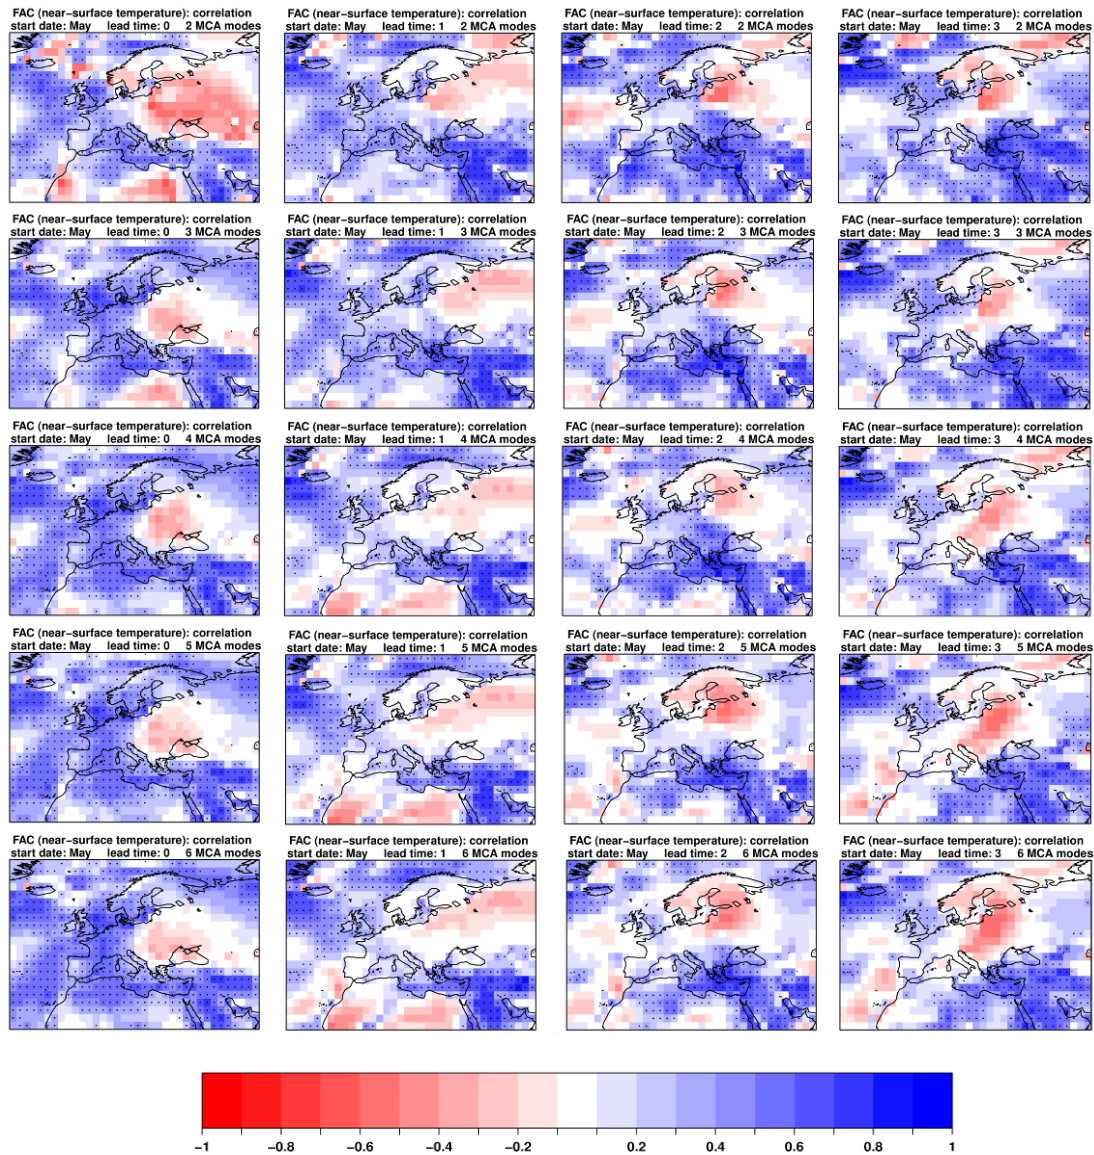 FAC (near-surface temperature): correlation
start date: May lead time: 0 2 MCA modes
FAC (near-surface temperature): correlation
start date: May lead time: 1 2 MCA modes
FAC (near-surface temperature): correlation
start date: May lead time: 2 2 MCA modes
FAC (near-surface temperature): correlation
start date: May lead time: 3 2 MCA modes
FAC (near-surface temperature): correlation
start date: May lead time: 0 3 MCA modes
FAC (near-surface temperature): correlation
start date: May lead time: 1 3 MCA modes
FAC (near-surface temperature): correlation
start date: May lead time: 2 3 MCA modes
FAC (near-surface temperature): correlation
start date: May lead time: 3 3 MCA modes
FAC (near-surface temperature): correlation
start date: May lead time: 0 4 MCA modes
FAC (near-surface temperature): correlation
start date: May lead time: 1 4 MCA modes
FAC (near-surface temperature): correlation
start date: May lead time: 2 4 MCA modes
FAC (near-surface temperature): correlation
start date: May lead time: 3 4 MCA modes
FAC (near-surface temperature): correlation
start date: May lead time: 0 5 MCA modes
FAC (near-surface temperature): correlation
start date: May lead time: 1 5 MCA modes
FAC (near-surface temperature): correlation
start date: May lead time: 2 5 MCA modes
FAC (near-surface temperature): correlation
start date: May lead time: 3 5 MCA modes
FAC (near-surface temperature): correlation
start date: May lead time: 0 6 MCA modes
FAC (near-surface temperature): correlation
start date: May lead time: 1 6 MCA modes
FAC (near-surface temperature): correlation
start date: May lead time: 2 6 MCA modes
FAC (near-surface temperature): correlation
start date: May lead time: 3 6 MCA modes
-1 -0.8 -0.6 -0.4 -0.2 0.2 0.4 0.6 0.8 1